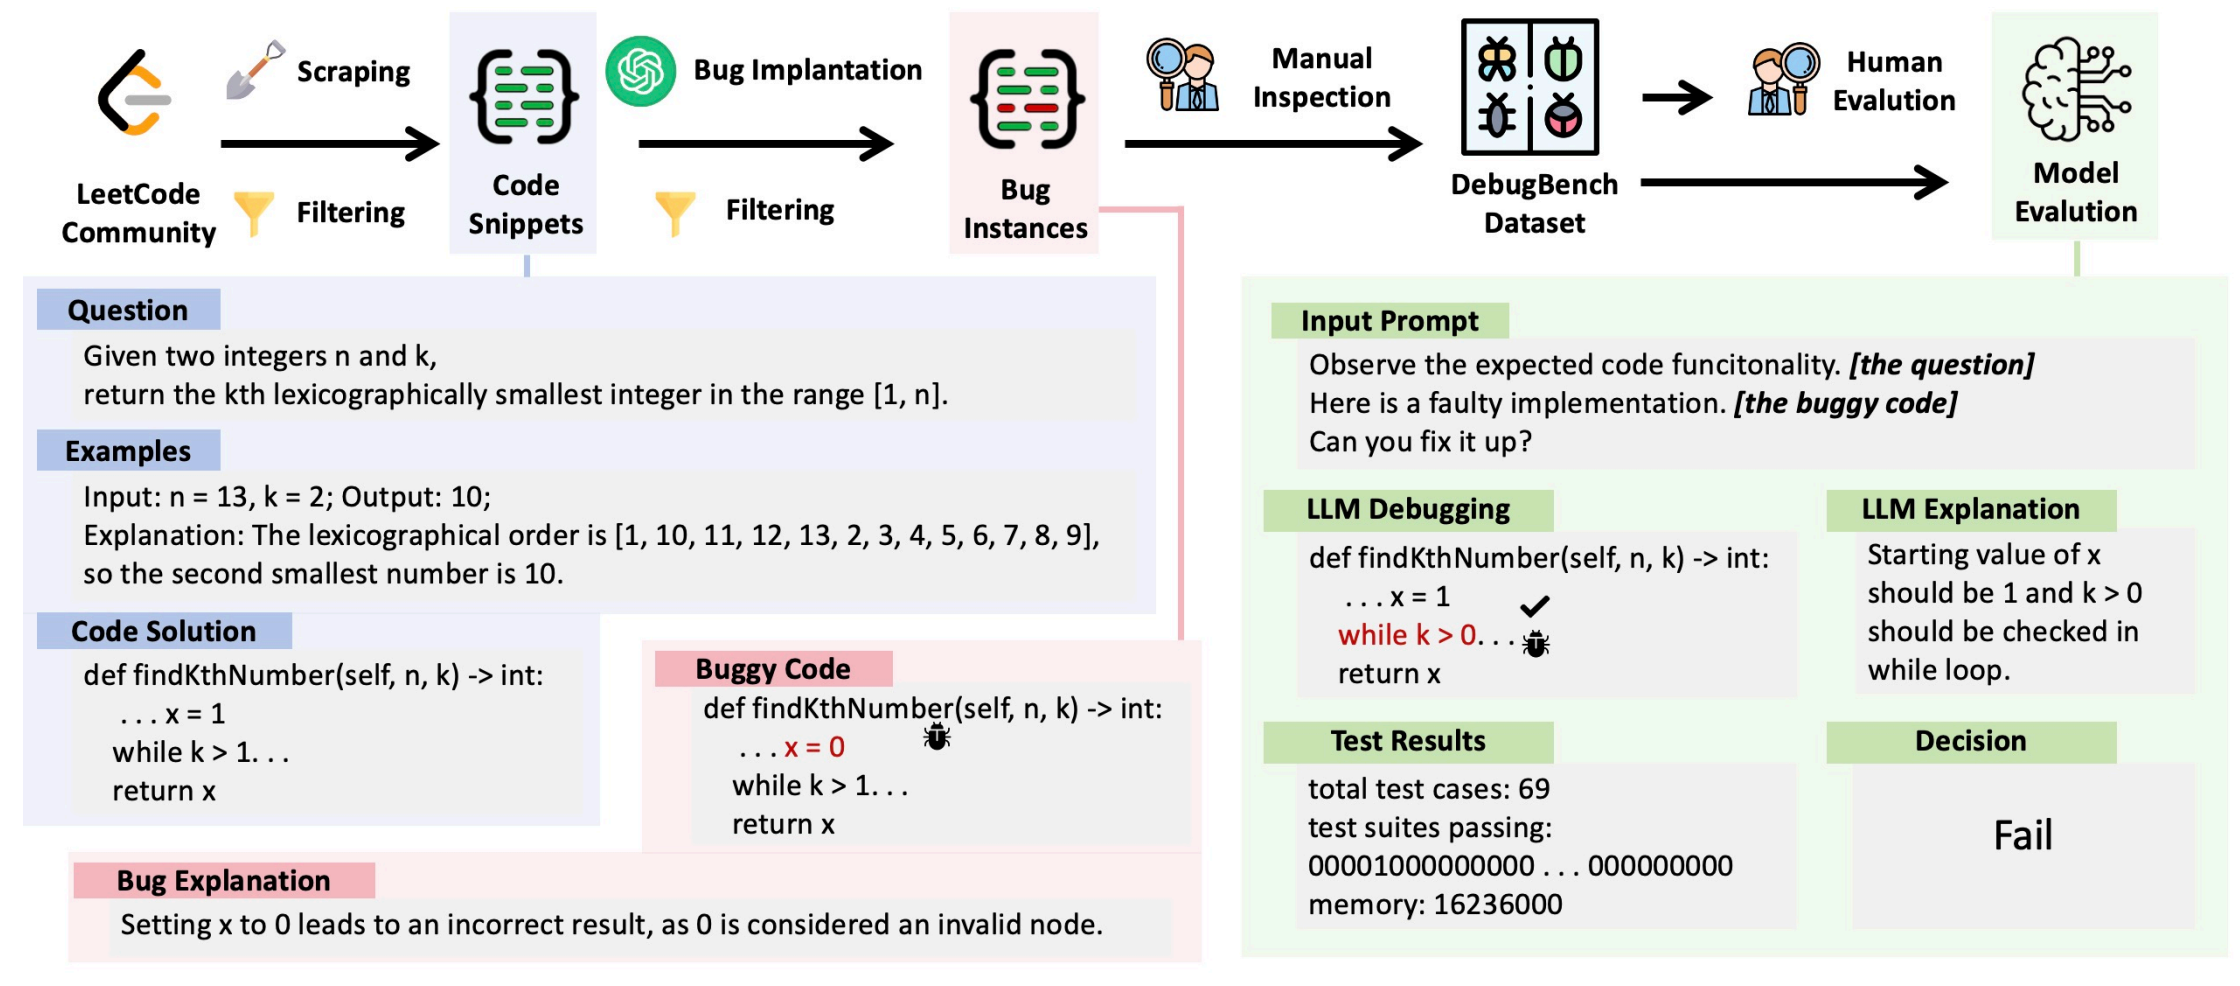 LeetCode
Community
Scraping
Filtering
Code
Snippets
Bug Implantation
Filtering
Bug
Instances
Manual
Inspection
DebugBench
Dataset
Human
Evalution
Model
Evalution
Question
Given two integers n and k,
return the kth lexicographically smallest integer in the range [1, n].
Examples
Input: n = 13, k = 2; Output: 10;
Explanation: The lexicographical order is [1, 10, 11, 12, 13, 2, 3, 4, 5, 6, 7, 8, 9],
so the second smallest number is 10.
Code Solution
def findKthNumber(self, n, k) -> int:
. . . x = 1
while k > 1. . .
return x
Buggy Code
def findKthNumber(self, n, k) -> int:
. . . x = 0
while k > 1. . .
return x
Bug Explanation
Setting x to 0 leads to an incorrect result, as 0 is considered an invalid node.
Input Prompt
Observe the expected code funcitonality. [the question]
Here is a faulty implementation. [the buggy code]
Can you fix it up?
LLM Debugging
def findKthNumber(self, n, k) -> int:
. . . x = 1
while k > 0. . .
return x
LLM Explanation
Starting value of x
should be 1 and k > 0
should be checked in
while loop.
Test Results
total test cases: 69
test suites passing:
00001000000000 . . . 000000000
memory: 16236000
Decision
Fail